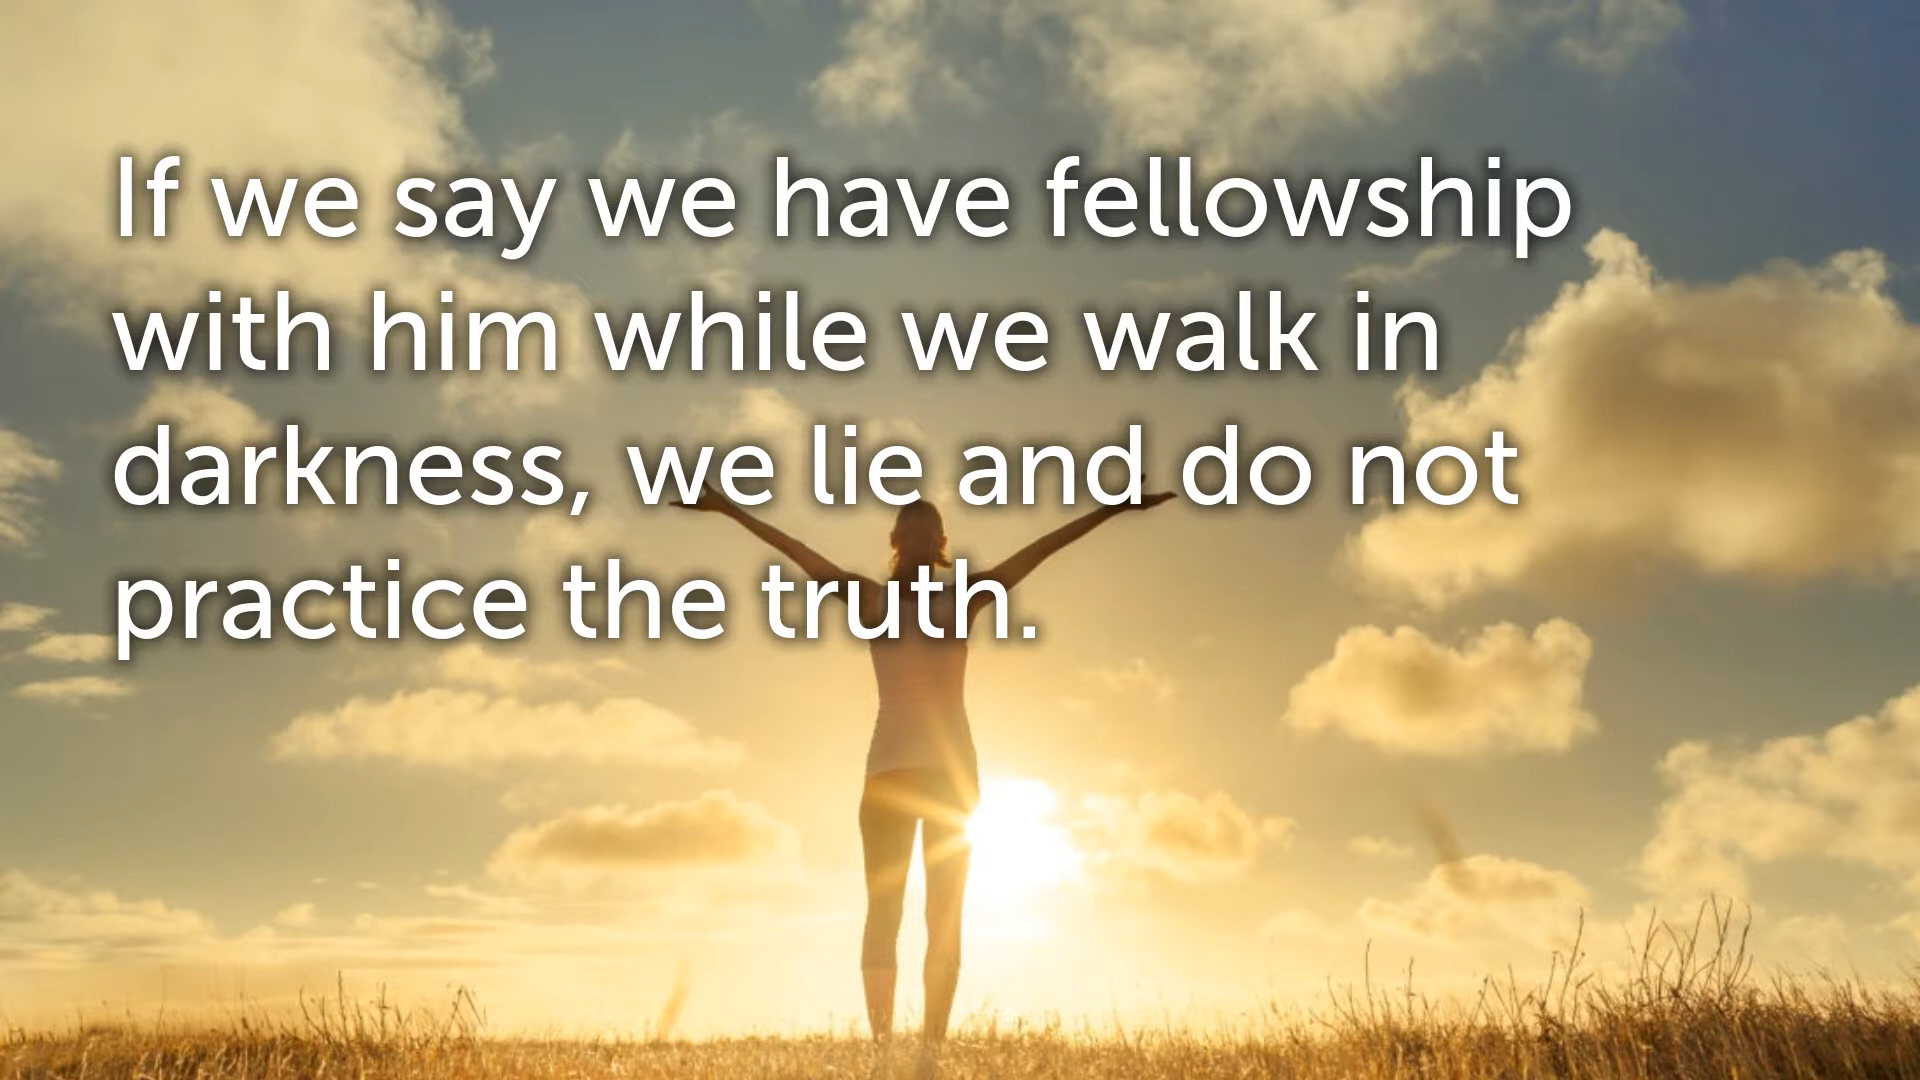 If we say we have fellowship
with him while we walk in
darkness, we lie and do not
practice the truth.